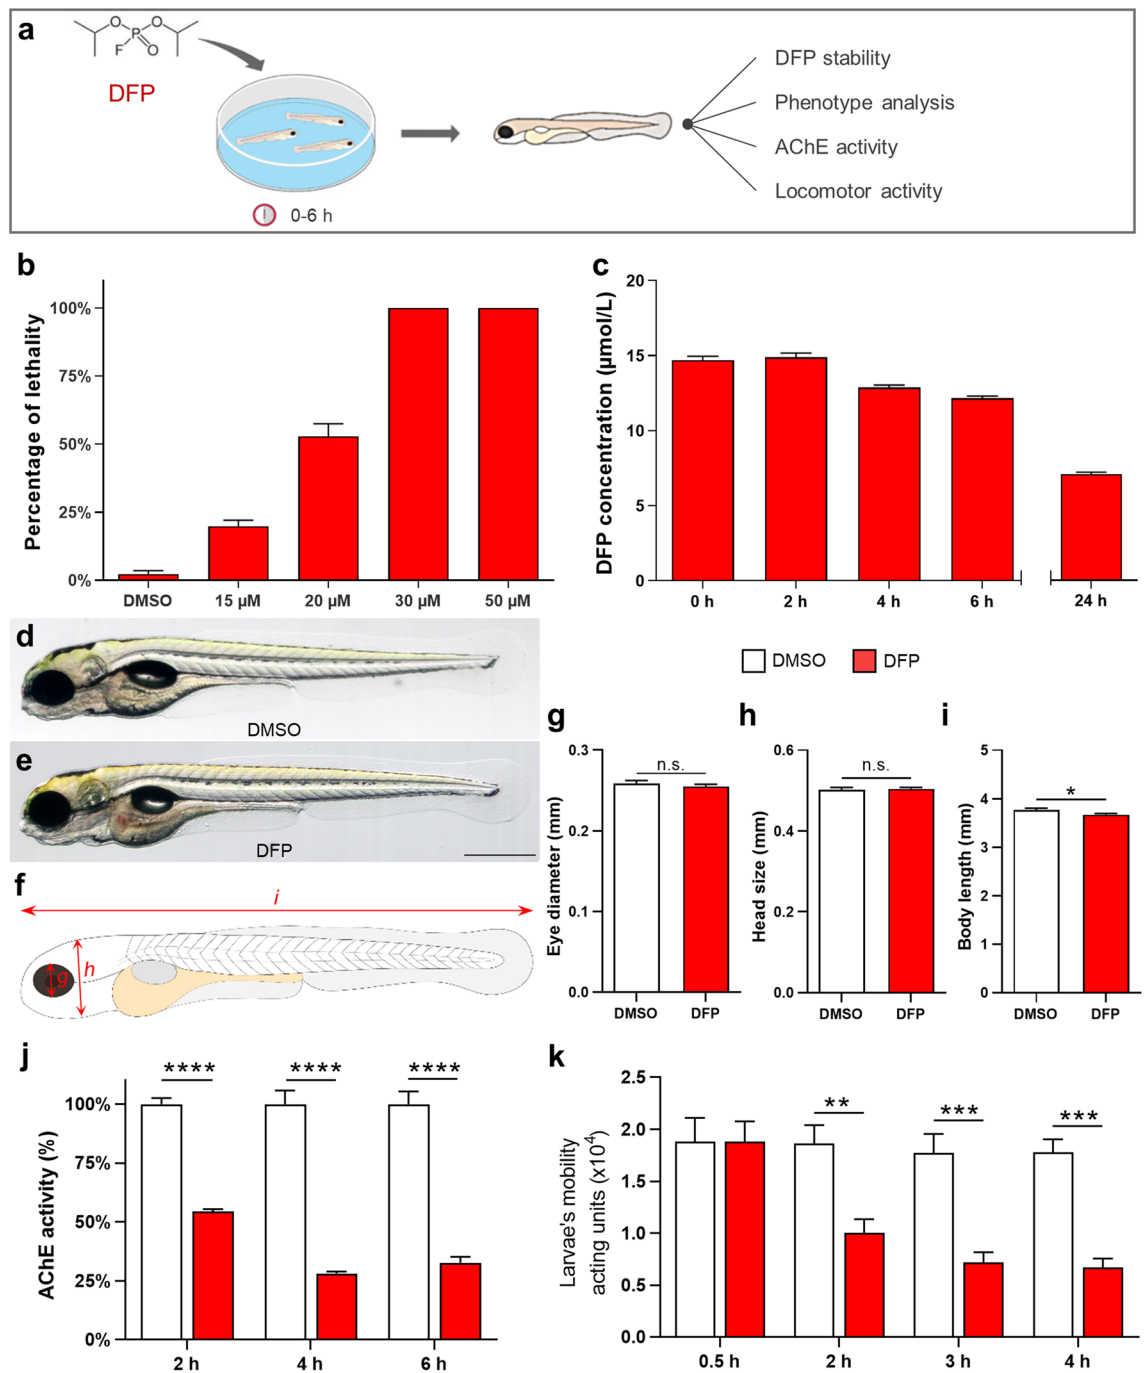 a
O
P
O
F
O
DFP
0-6 h
DFP stability
Phenotype analysis
AChE activity
Locomotor activity
b
Percentage of lethality
100%
75%
50%
25%
0%
DMSO
15 µM
20 µM
30 µM
50 µM
c
DFP concentration (µmol/L)
20
15
10
5
0
0 h
2 h
4 h
6 h
24 h
d
DMSO
e
DFP
DMSO
DFP
f
i
g
h
g
Eye diameter (mm)
0.3
0.2
0.1
0.0
n.s.
DMSO
DFP
h
Head size (mm)
0.6
0.4
0.2
0.0
n.s.
DMSO
DFP
i
Body length (mm)
5
4
3
2
1
0
*
DMSO
DFP
j
AChE activity (%)
100%
75%
50%
25%
0%
****
****
****
2 h
4 h
6 h
k
Larvae's mobility
acting units (x10⁴)
2.5
2.0
1.5
1.0
0.5
0.0
**
***
***
0.5 h
2 h
3 h
4 h